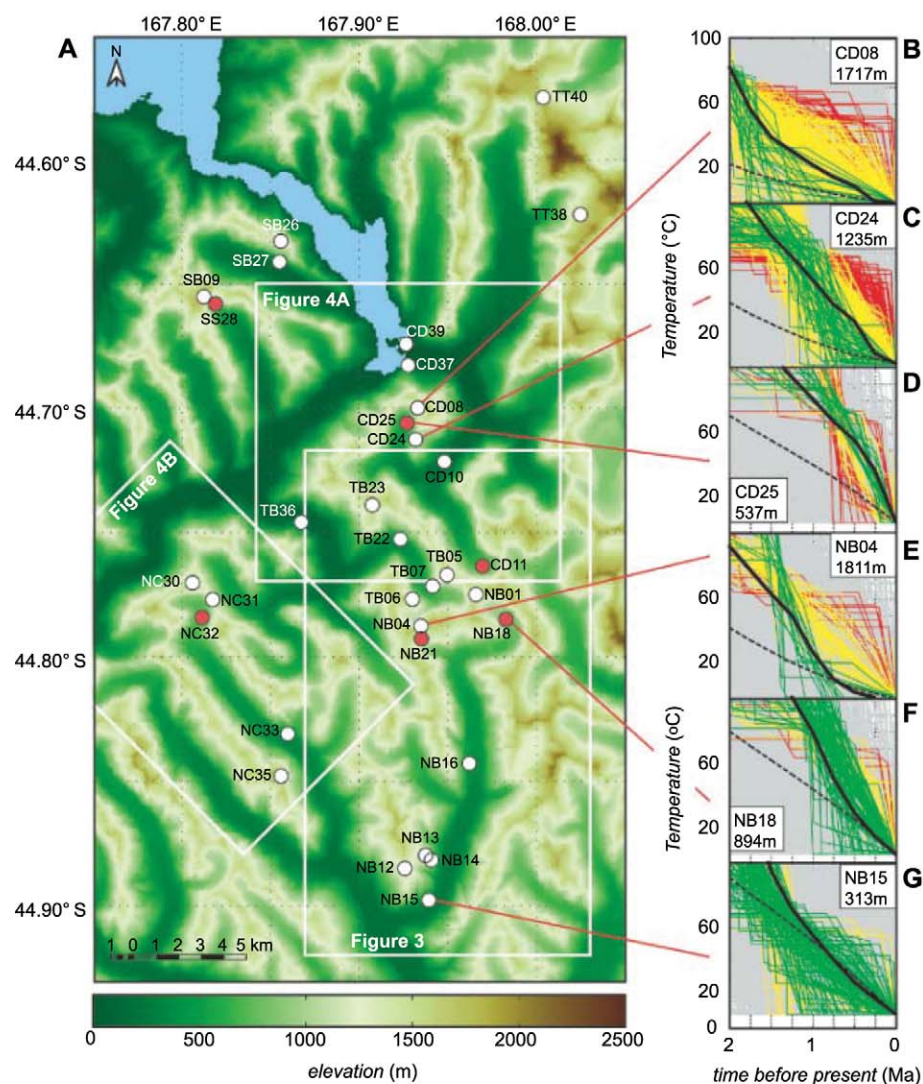 167.80° E
167.90° E
168.00° E
A
N
44.60° S
44.70° S
44.80° S
44.90° S
TT40
TT38
SB26
SB27
SB09
SS28
Figure 4A
CD39
CD37
CD08
CD25
CD24
CD10
Figure 4B
TB23
TB36
TB22
TB05
CD11
TB07
NC30
NC31
TB06
NB01
NC32
NB04
NB18
NB21
NC33
NC35
NB16
NB13
NB12
NB14
NB15
Figure 3
1 0 1 2 3 4 5 km
0 500 1000 1500 2000 2500
elevation (m)
100
60
20
CD08
1717m
B
Temperature (°C)
60
20
CD24
1235m
C
60
20
CD25
537m
D
60
20
NB04
1811m
E
Temperature (oC)
60
20
NB18
894m
F
60
20
0
NB15
313m
G
2 1 0
time before present (Ma)